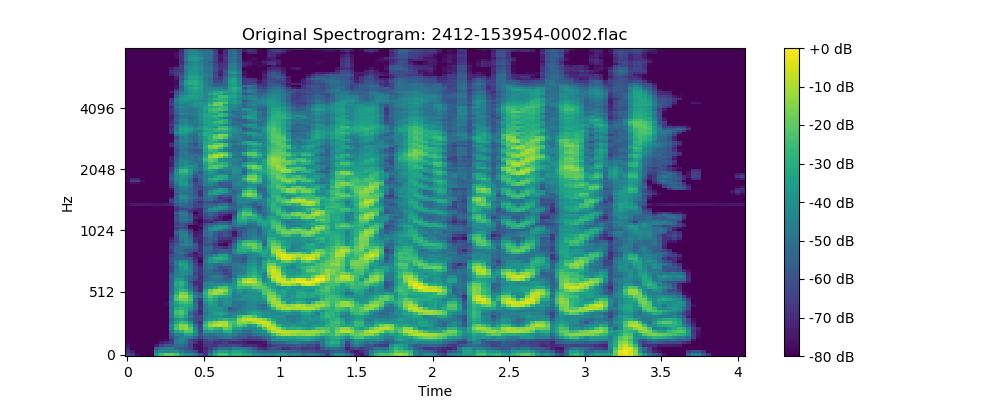 Original Spectrogram: 2412-153954-0002.flac
Hz
4096
2048
1024
512
0
0 0.5 1 1.5 2 2.5 3 3.5 4
Time
+0 dB
-10 dB
-20 dB
-30 dB
-40 dB
-50 dB
-60 dB
-70 dB
-80 dB